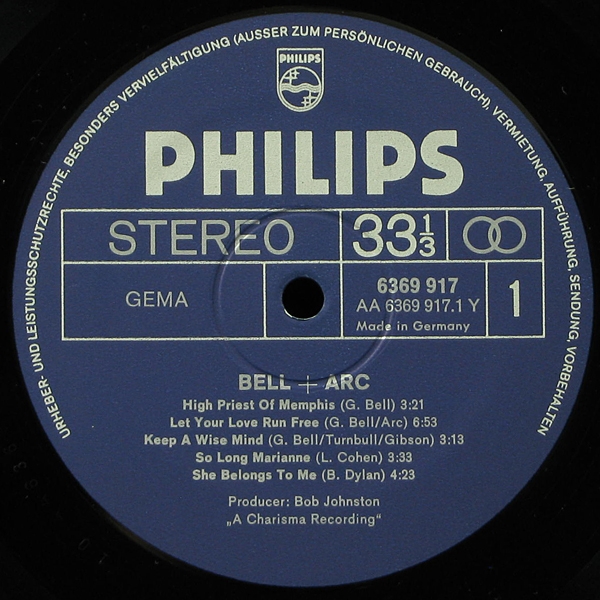 URHEBER- UND LEISTUNGSSCHUTZRECHTE, BESONDERS VERVIELFÄLTIGUNG (AUSSER ZUM PERSÖNLICHEN GEBRAUCH), VERMIETUNG, AUFFÜHRUNG, SENDUNG, VORBEHALTEN
PHILIPS
PHILIPS
STEREO 33⅓
GEMA 6369 917 1
AA 6369 917.1 Y
Made in Germany
BELL + ARC
High Priest Of Memphis (G. Bell) 3:21
Let Your Love Run Free (G. Bell/Arc) 6:53
Keep A Wise Mind (G. Bell/Turnbull/Gibson) 3:13
So Long Marianne (L. Cohen) 3:33
She Belongs To Me (B. Dylan) 4:23
Producer: Bob Johnston
„A Charisma Recording“